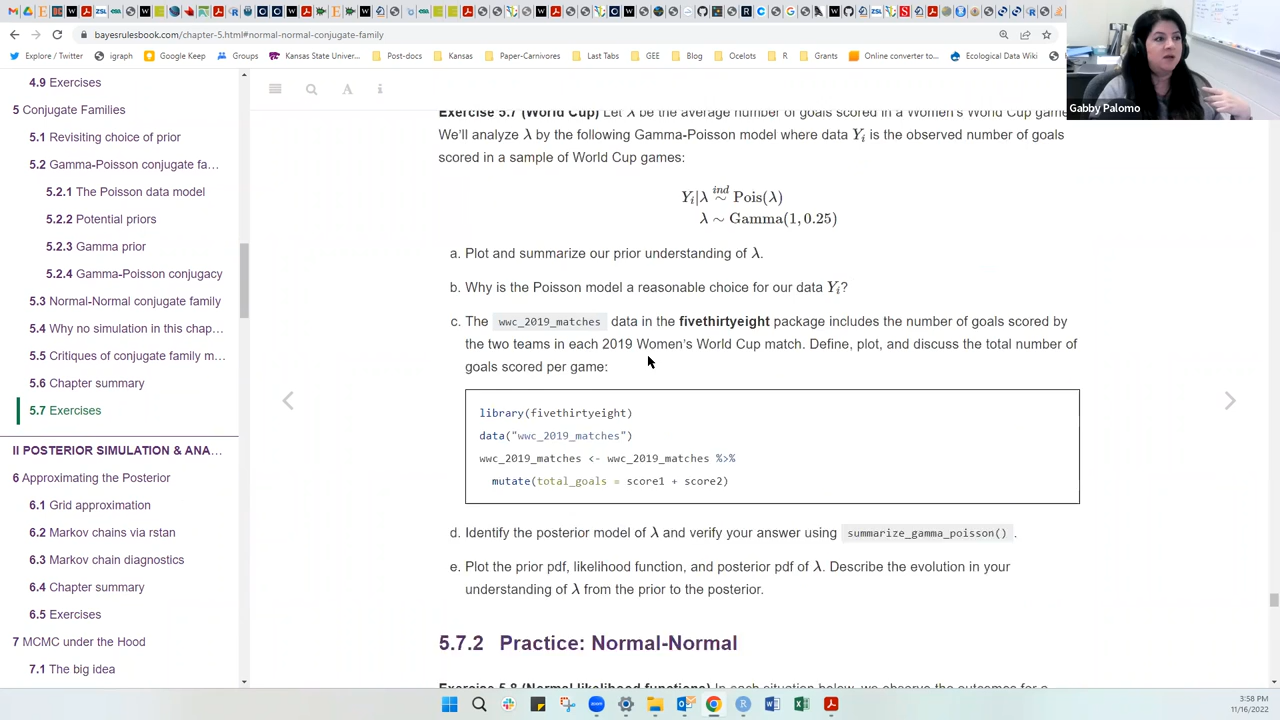 bayesrulesbook.com/chapter-5.html#normal-normal-conjugate-family
Explore / Twitter
igraph
Google Keep
Groups
Kansas State Univer...
Post-docs
Kansas
Paper-Carnivores
Last Tabs
GEE
Blog
Ocelots
R
Grants
Online converter to...
Ecological Data Wiki
Gabby Palomo
4.9 Exercises
5 Conjugate Families
5.1 Revisiting choice of prior
5.2 Gamma-Poisson conjugate fa...
5.2.1 The Poisson data model
5.2.2 Potential priors
5.2.3 Gamma prior
5.2.4 Gamma-Poisson conjugacy
5.3 Normal-Normal conjugate family
5.4 Why no simulation in this chap...
5.5 Critiques of conjugate family m...
5.6 Chapter summary
5.7 Exercises
II POSTERIOR SIMULATION & ANA...
6 Approximating the Posterior
6.1 Grid approximation
6.2 Markov chains via rstan
6.3 Markov chain diagnostics
6.4 Chapter summary
6.5 Exercises
7 MCMC under the Hood
7.1 The big idea
Exercise 5.7 (World Cup) Let λ be the average number of goals scored in a Women's World Cup game
We'll analyze λ by the following Gamma-Poisson model where data Yi is the observed number of goals
scored in a sample of World Cup games:
Yi|λ ind ∼ Pois(λ)
λ ∼ Gamma(1, 0.25)
a. Plot and summarize our prior understanding of λ.
b. Why is the Poisson model a reasonable choice for our data Yi?
c. The wwc_2019_matches data in the fivethirtyeight package includes the number of goals scored by
the two teams in each 2019 Women's World Cup match. Define, plot, and discuss the total number of
goals scored per game:
library(fivethirtyeight)
data("wwc_2019_matches")
wwc_2019_matches <- wwc_2019_matches %>%
mutate(total_goals = score1 + score2)
d. Identify the posterior model of λ and verify your answer using summarize_gamma_poisson() .
e. Plot the prior pdf, likelihood function, and posterior pdf of λ. Describe the evolution in your
understanding of λ from the prior to the posterior.
5.7.2 Practice: Normal-Normal
Exercise 5.8 (Normal likelihood functions) In each situation below, we observe the outcomes for a
3:58 PM
11/16/2022